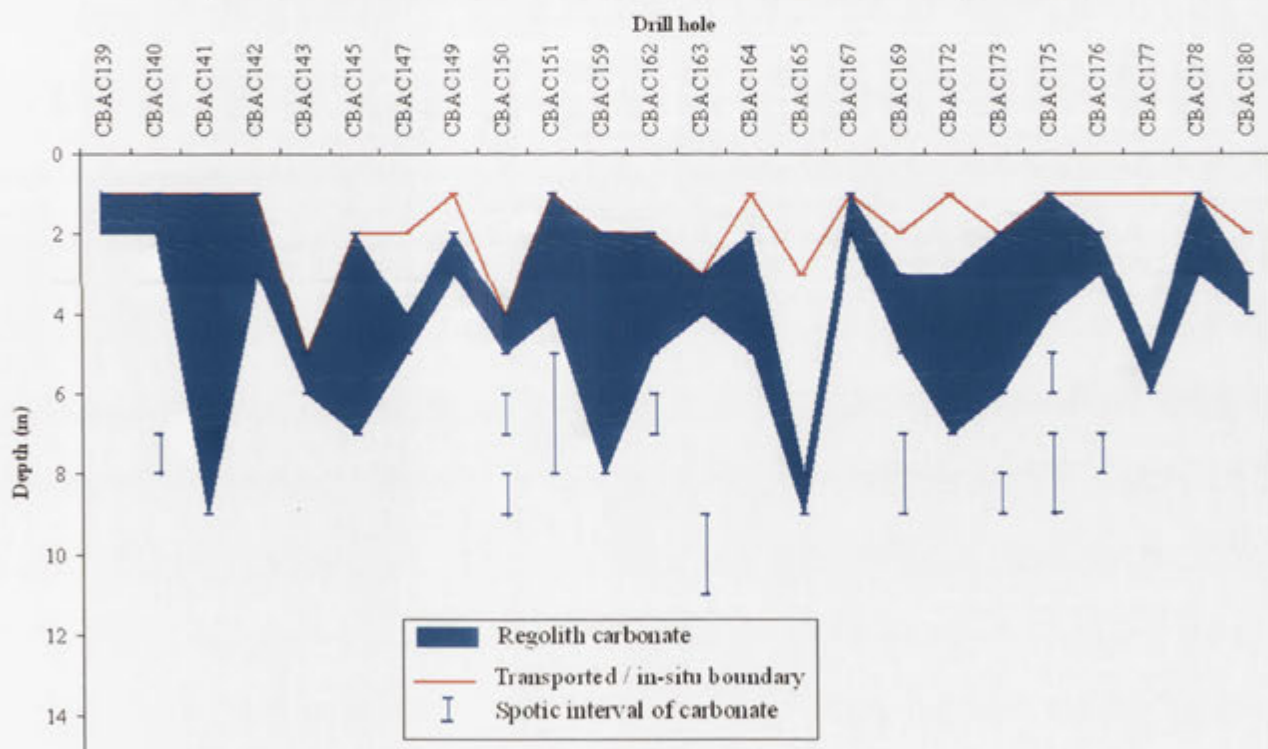 Drill hole
CBAC139
CBAC140
CBAC141
CBAC142
CBAC143
CBAC145
CBAC147
CBAC149
CBAC150
CBAC151
CBAC159
CBAC162
CBAC163
CBAC164
CBAC165
CBAC167
CBAC169
CBAC172
CBAC173
CBAC175
CBAC176
CBAC177
CBAC178
CBAC180
Depth (m)
0
2
4
6
8
10
12
14
Regolith carbonate
Transported / in-situ boundary
Spotic interval of carbonate